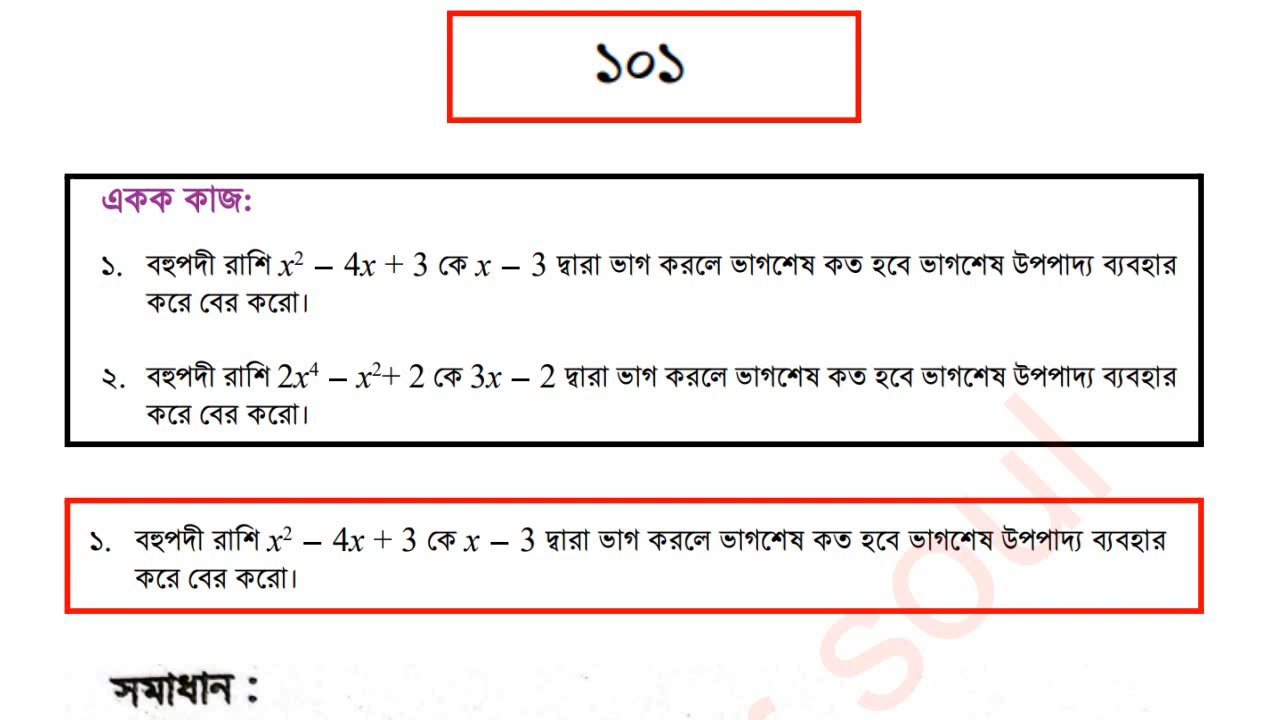 ১০১
একক কাজ:
১. বহুপদী রাশি x² – 4x + 3 কে x – 3 দ্বারা ভাগ করলে ভাগশেষ কত হবে ভাগশেষ উপপাদ্য ব্যবহার
করে বের করো।
২. বহুপদী রাশি 2x⁴ – x²+ 2 কে 3x – 2 দ্বারা ভাগ করলে ভাগশেষ কত হবে ভাগশেষ উপপাদ্য ব্যবহার
করে বের করো।
১. বহুপদী রাশি x² – 4x + 3 কে x – 3 দ্বারা ভাগ করলে ভাগশেষ কত হবে ভাগশেষ উপপাদ্য ব্যবহার
করে বের করো।
soul
সমাধান :